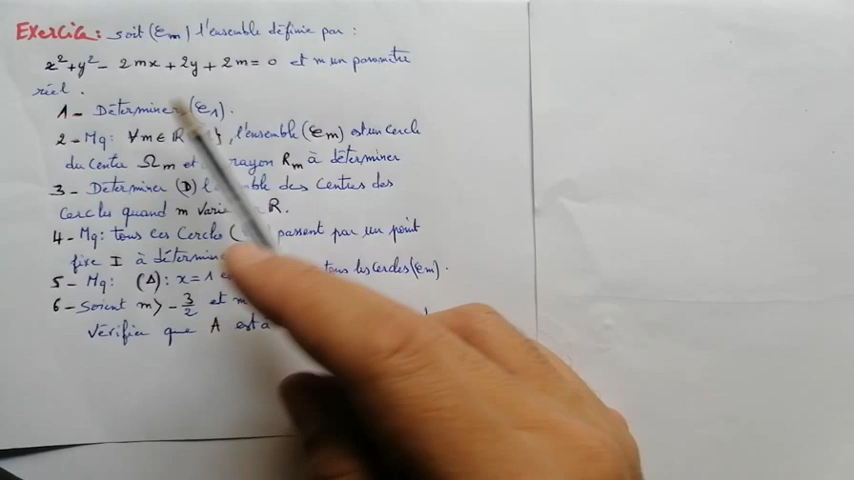 Exercice: soit (Em) l'ensemble définie par :
x²+y² - 2mx + 2y + 2m = 0 et m un paramètre
réel .
1 - Déterminer (E1) .
2 - Mq: ∀m∈R 1}, l'ensemble (Em) est un cercle
du centre Ωm et rayon Rm à déterminer
3 - Determiner (D) l' des centres des
cercles quand m varie R.
4 - Mq: tous ces cercles ( passent par un point
fixe I à
5 - Mq: (Δ): x = 1 tous les cercles (Em) .
6 - Soient m > - 3/2 et
Vérifier que A est à